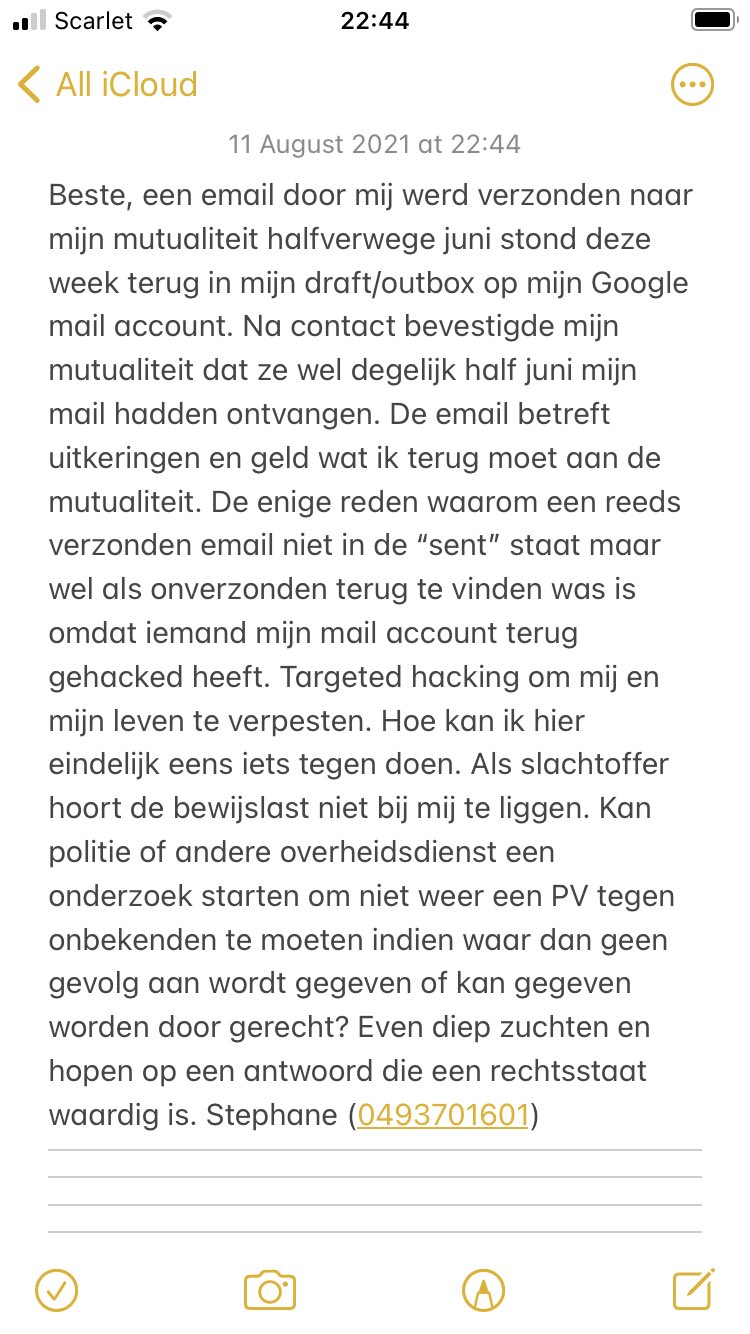 Scarlet 22:44
All iCloud
11 August 2021 at 22:44
Beste, een email door mij werd verzonden naar
mijn mutualiteit halfverwege juni stond deze
week terug in mijn draft/outbox op mijn Google
mail account. Na contact bevestigde mijn
mutualiteit dat ze wel degelijk half juni mijn
mail hadden ontvangen. De email betreft
uitkeringen en geld wat ik terug moet aan de
mutualiteit. De enige reden waarom een reeds
verzonden email niet in de “sent” staat maar
wel als onverzonden terug te vinden was is
omdat iemand mijn mail account terug
gehacked heeft. Targeted hacking om mij en
mijn leven te verpesten. Hoe kan ik hier
eindelijk eens iets tegen doen. Als slachtoffer
hoort de bewijslast niet bij mij te liggen. Kan
politie of andere overheidsdienst een
onderzoek starten om niet weer een PV tegen
onbekenden te moeten indien waar dan geen
gevolg aan wordt gegeven of kan gegeven
worden door gerecht? Even diep zuchten en
hopen op een antwoord die een rechtsstaat
waardig is. Stephane (0493701601)